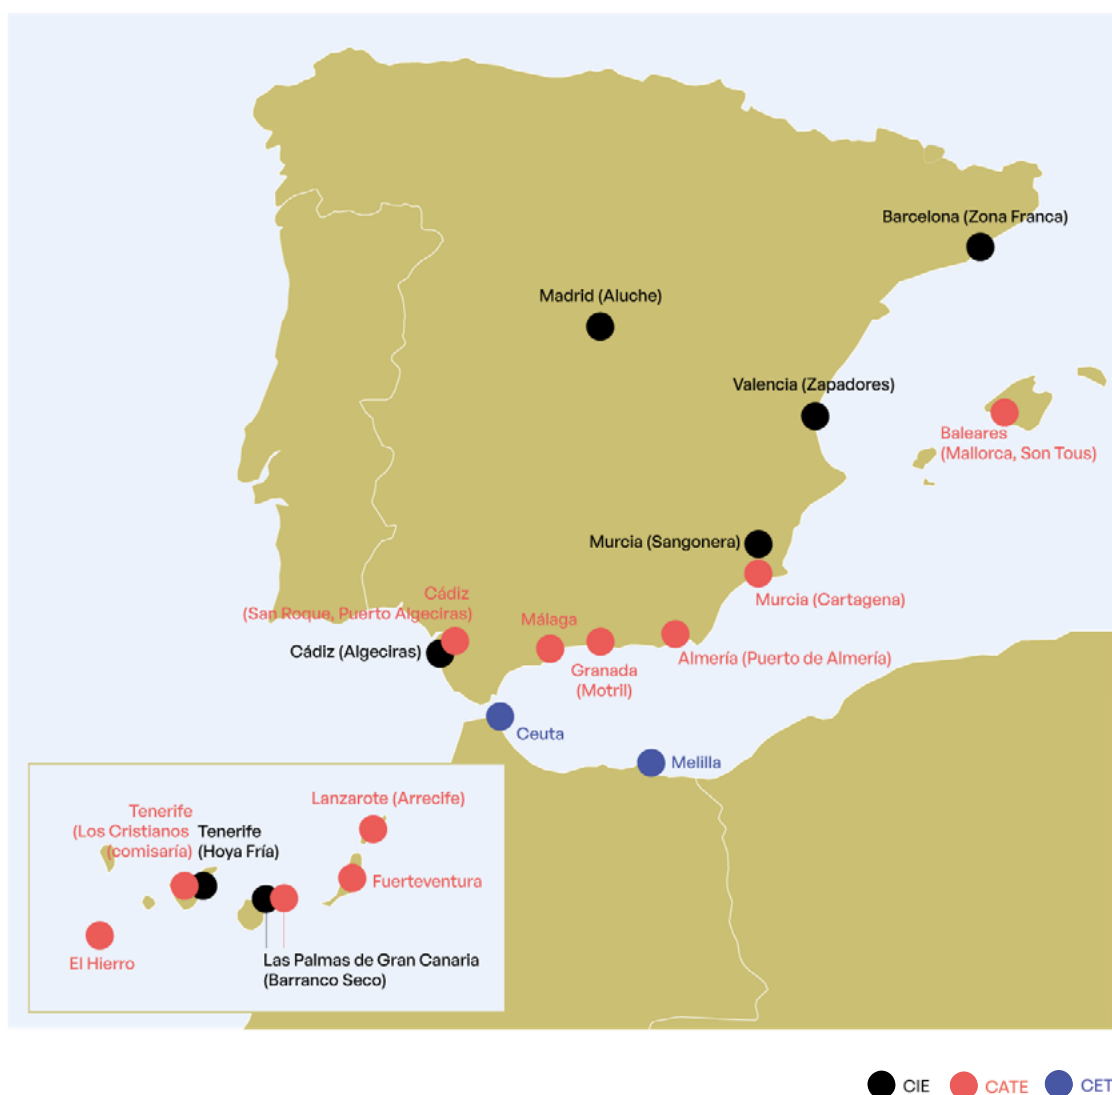 Barcelona (Zona Franca)
Madrid (Aluche)
Valencia (Zapadores)
Baleares
(Mallorca, Son Tous)
Murcia (Sangonera)
Murcia (Cartagena)
Cádiz
(San Roque, Puerto Algeciras)
Málaga
Cádiz (Algeciras)
Almería (Puerto de Almería)
Granada
(Motril)
Ceuta
Melilla
Lanzarote (Arrecife)
Tenerife
(Los Cristianos
(comisaría)
Tenerife
(Hoya Fría)
Fuerteventura
El Hierro
Las Palmas de Gran Canaria
(Barranco Seco)
CIE
CATE
CET